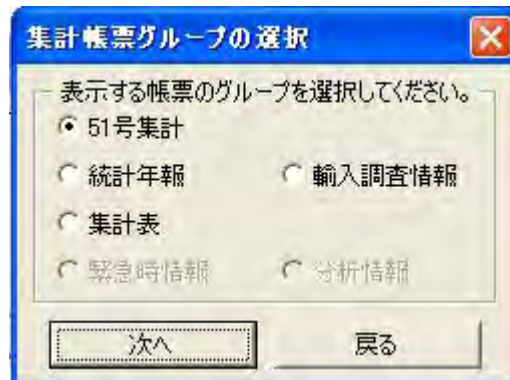 集計帳票グループの選択
表示する帳票のグループを選択してください。
51号集計
統計年報 輸入調査情報
集計表
緊急時情報 分析情報
次へ 戻る